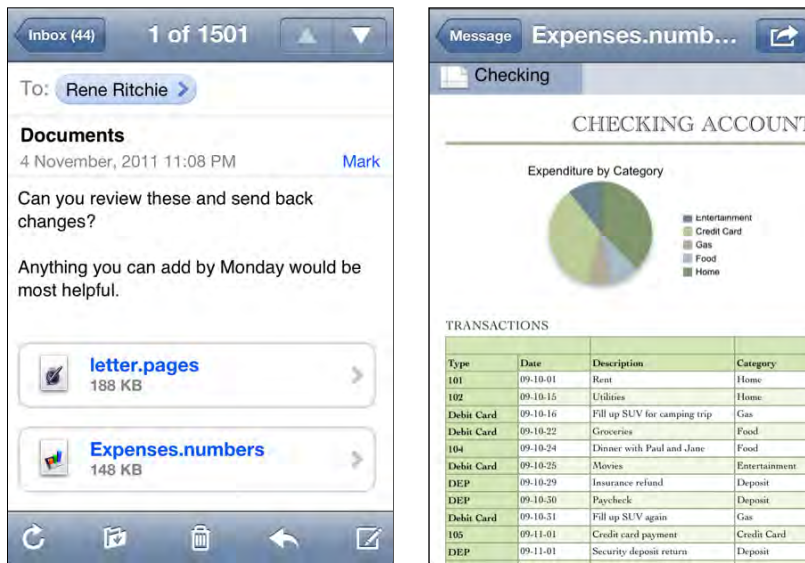 Inbox (44)
1 of 1501
To: Rene Ritchie
Documents
4 November, 2011 11:08 PM
Mark
Can you review these and send back
changes?
Anything you can add by Monday would be
most helpful.
letter.pages
188 KB
Expenses.numbers
148 KB
Message
Expenses.numb...
Checking
CHECKING ACCOUNT
Expenditure by Category
Entertainment
Credit Card
Gas
Food
Home
TRANSACTIONS
Type Date Description Category
101 09-10-01 Rent Home
102 09-10-15 Utilities Home
Debit Card 09-10-16 Fill up SUV for camping trip Gas
Debit Card 09-10-22 Groceries Food
104 09-10-24 Dinner with Paul and Jane Food
Debit Card 09-10-25 Movies Entertainment
DEP 09-10-29 Insurance refund Deposit
DEP 09-10-30 Paycheck Deposit
Debit Card 09-10-31 Fill up SUV again Gas
105 09-11-01 Credit card payment Credit Card
DEP 09-11-01 Security deposit return Deposit